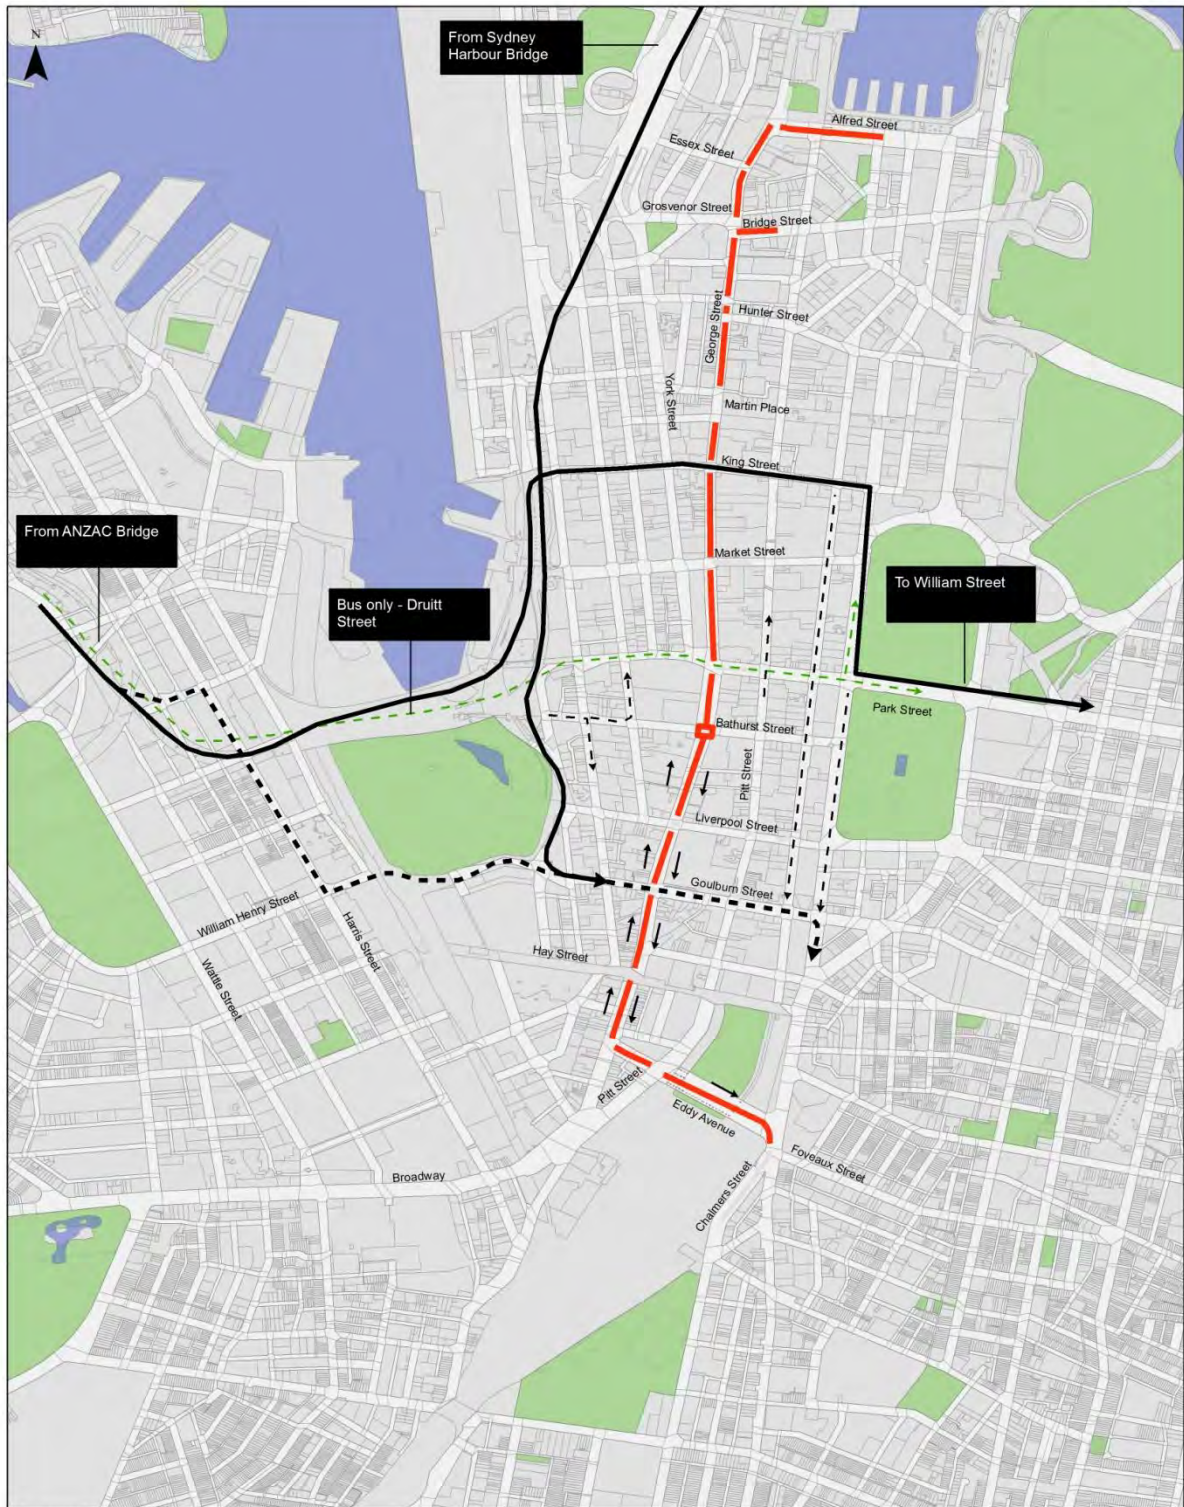 N
From Sydney
Harbour Bridge
Alfred Street
Essex Street
Grosvenor Street
Bridge Street
Hunter Street
George Street
York Street
Martin Place
King Street
From ANZAC Bridge
Market Street
Bus only - Druitt
Street
To William Street
Park Street
Bathurst Street
Pitt Street
Liverpool Street
Goulburn Street
William Henry Street
Harris Street
Hay Street
Wattle Street
Pitt Street
Eddy Avenue
Foveaux Street
Broadway
Chalmers Street